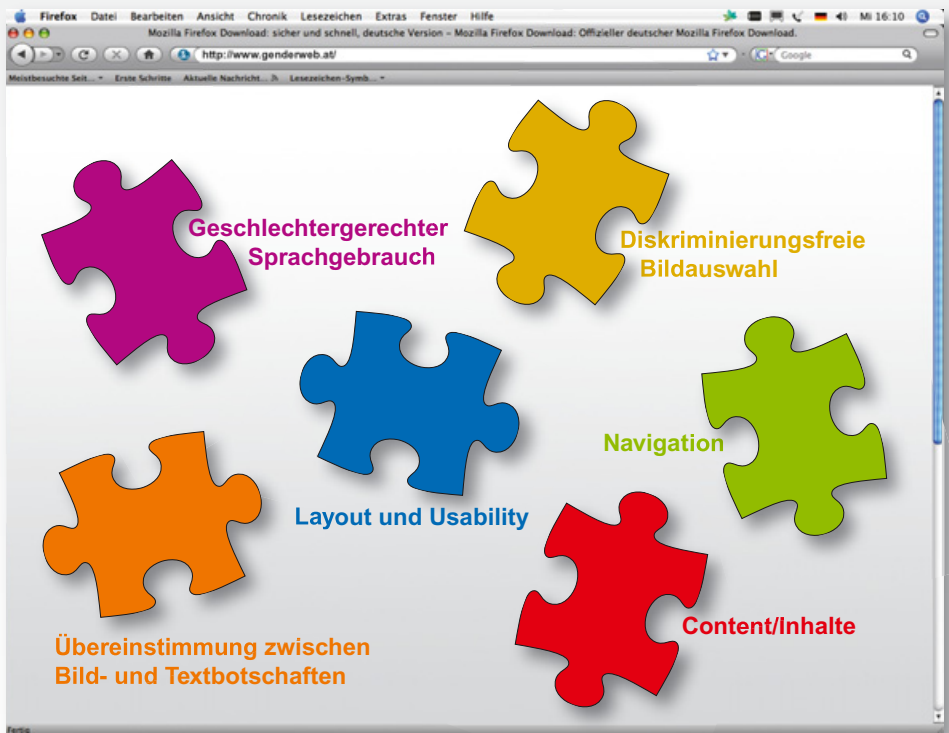 Firefox Datei Bearbeiten Ansicht Chronik Lesezeichen Extras Fenster Hilfe Mi 16:10
Mozilla Firefox Download: sicher und schnell, deutsche Version – Mozilla Firefox Download: Offizieller deutscher Mozilla Firefox Download.
http://www.genderweb.at/ Google
Meistbesuchte Seit... Erste Schritte Aktuelle Nachricht... Lesezeichen-Symb...
Geschlechtergerechter
Sprachgebrauch
Diskriminierungsfreie
Bildauswahl
Navigation
Layout und Usability
Content/Inhalte
Übereinstimmung zwischen
Bild- und Textbotschaften
Fertig